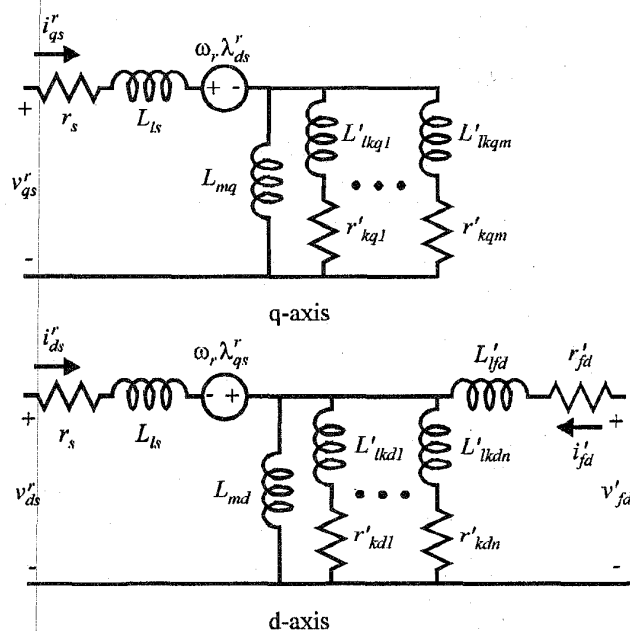 i^r_qs
ω_r λ^r_ds
+ -
+
r_s
L_ls
L'_lkq1
L'_lkqm
L_mq
v^r_qs
• • •
r'_kq1
r'_kqm
-
q-axis
i^r_ds
ω_r λ^r_qs
L'_lfd
r'_fd
- +
+
r_s
L_ls
+
i'_fd
L'_lkd1
L'_lkdn
L_md
v^r_ds
• • •
v'_fd
r'_kd1
r'_kdn
-
-
d-axis